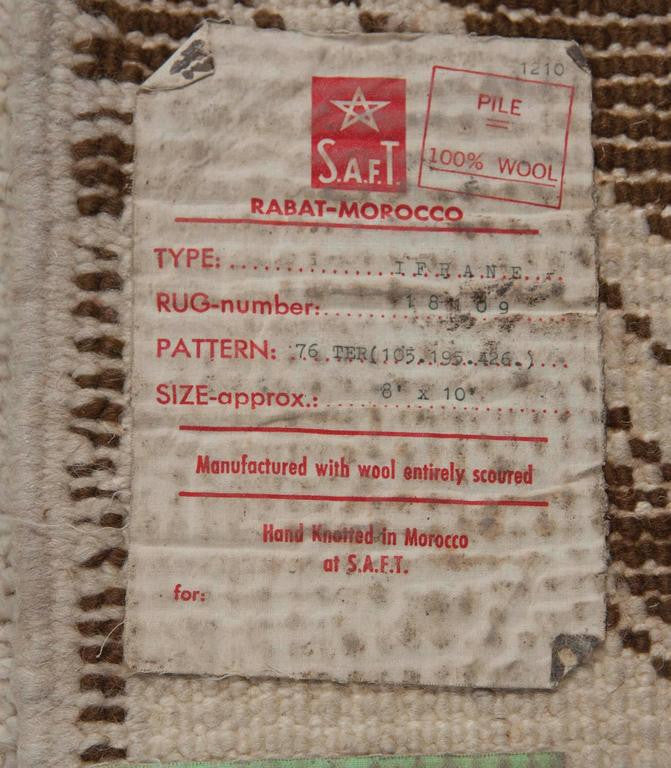 1210
PILE
100% WOOL
S.A.F.T.
RABAT-MOROCCO
TYPE: IFRANE.
RUG-number: 18109
PATTERN: 76 TER(105.195.426.)
SIZE-approx.: 8' x 10'
Manufactured with wool entirely scoured
Hand Knotted in Morocco
at S.A.F.T.
for: